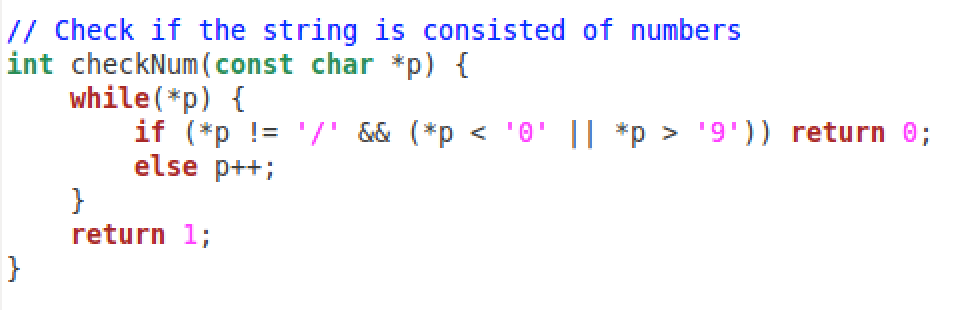 // Check if the string is consisted of numbers
int checkNum(const char *p) {
    while(*p) {
        if (*p != '/' && (*p < '0' || *p > '9')) return 0;
        else p++;
    }
    return 1;
}